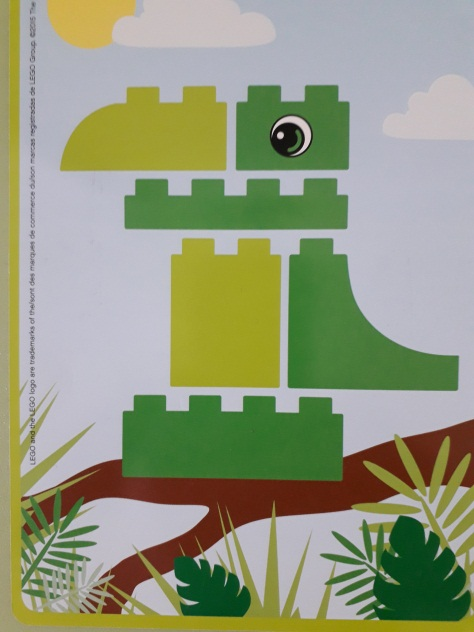 LEGO and the LEGO logo are trademarks of the/sont des marques de commerce du/son marcas registradas de LEGO Group. ©2015 The